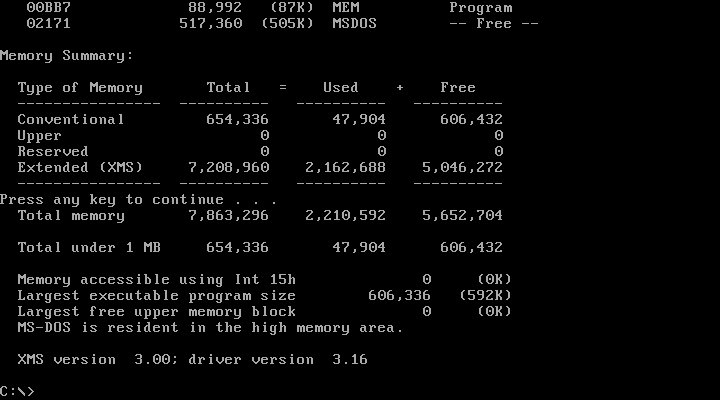 00BB7             88,992   (87K)  MEM          Program
02171            517,360  (505K)  MSDOS        -- Free --
Memory Summary:
Type of Memory       Total   =     Used    +    Free
----------------  ----------   ----------   ----------
Conventional         654,336       47,904      606,432
Upper                      0            0            0
Reserved                   0            0            0
Extended (XMS)     7,208,960    2,162,688    5,046,272
----------------  ----------   ----------   ----------
Press any key to continue . . .
Total memory       7,863,296    2,210,592    5,652,704
Total under 1 MB     654,336       47,904      606,432
Memory accessible using Int 15h              0     (0K)
Largest executable program size        606,336   (592K)
Largest free upper memory block              0     (0K)
MS-DOS is resident in the high memory area.
XMS version  3.00; driver version  3.16
C:\>